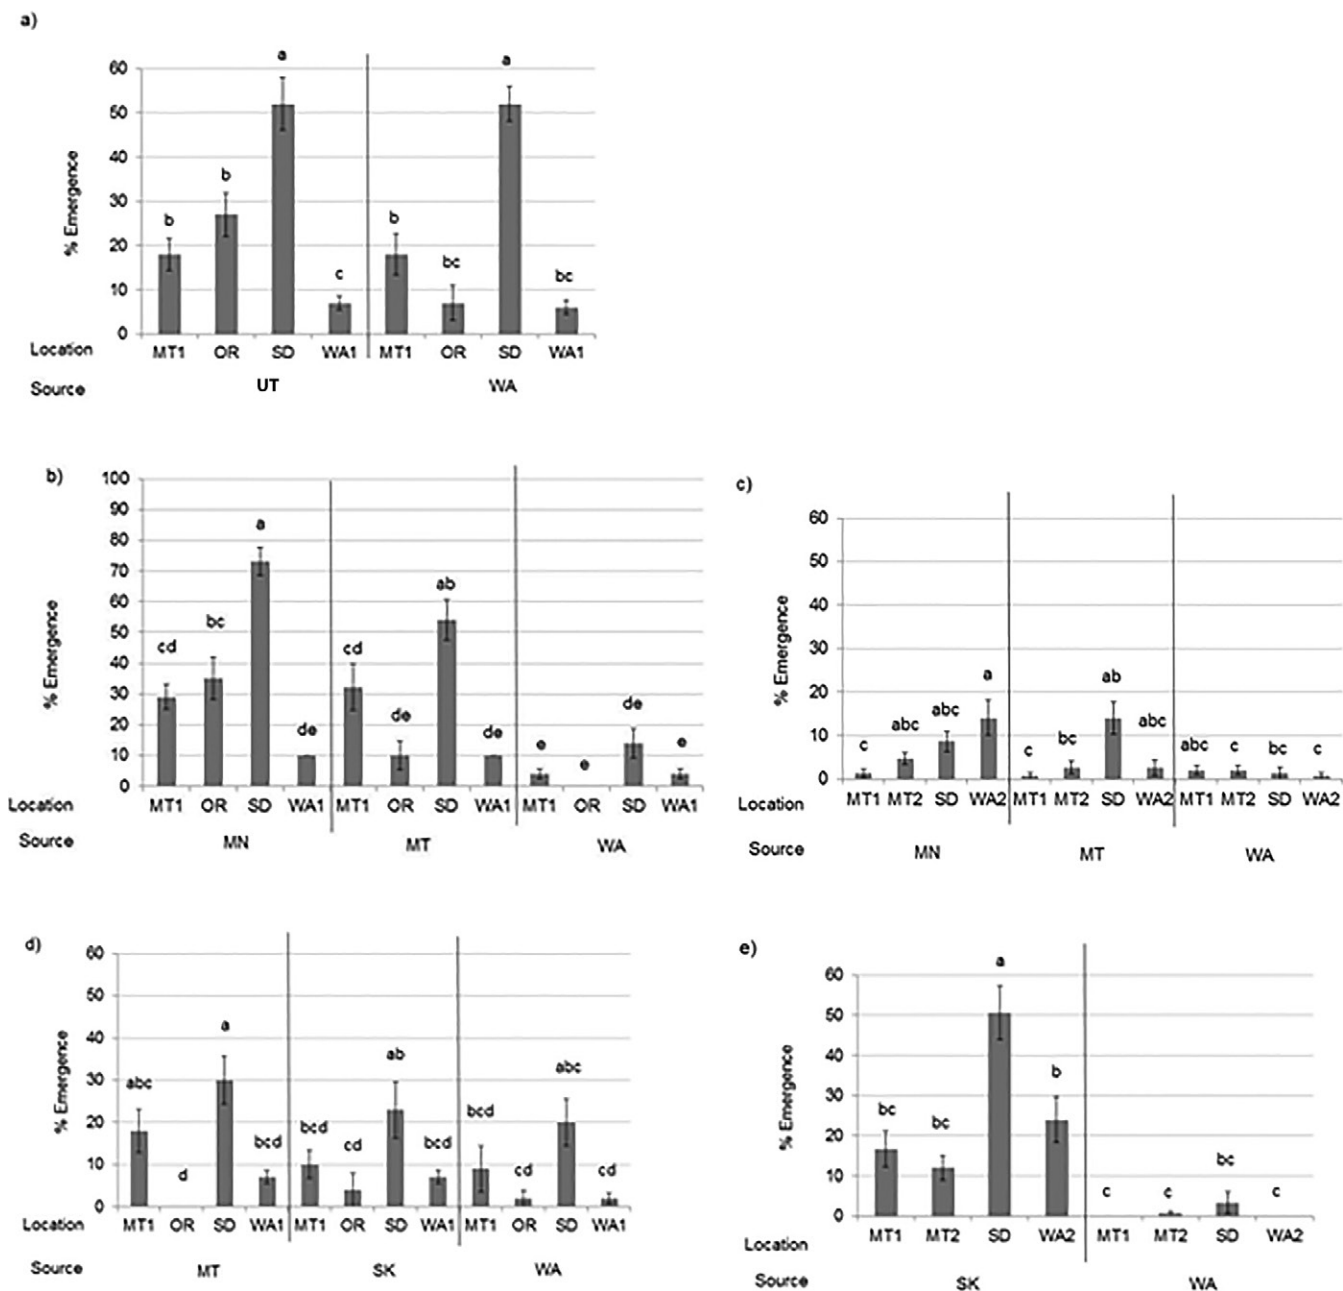 a)
60
50
40
30
20
10
0
% Emergence
b b a c b bc a bc
Location MT1 OR SD WA1 MT1 OR SD WA1
Source UT WA
b)
100
90
80
70
60
50
40
30
20
10
0
% Emergence
cd bc a de cd de ab de e e de e
Location MT1 OR SD WA1 MT1 OR SD WA1 MT1 OR SD WA1
Source MN MT WA
c)
60
50
40
30
20
10
0
% Emergence
c abc abc a c bc ab abc abc c bc c
Location MT1 MT2 SD WA2 MT1 MT2 SD WA2 MT1 MT2 SD WA2
Source MN MT WA
d)
60
50
40
30
20
10
0
% Emergence
abc d a bcd bcd cd ab bcd bcd cd abc cd
Location MT1 OR SD WA1 MT1 OR SD WA1 MT1 OR SD WA1
Source MT SK WA
e)
60
50
40
30
20
10
0
% Emergence
bc bc a b c c bc c
Location MT1 MT2 SD WA2 MT1 MT2 SD WA2
Source SK WA